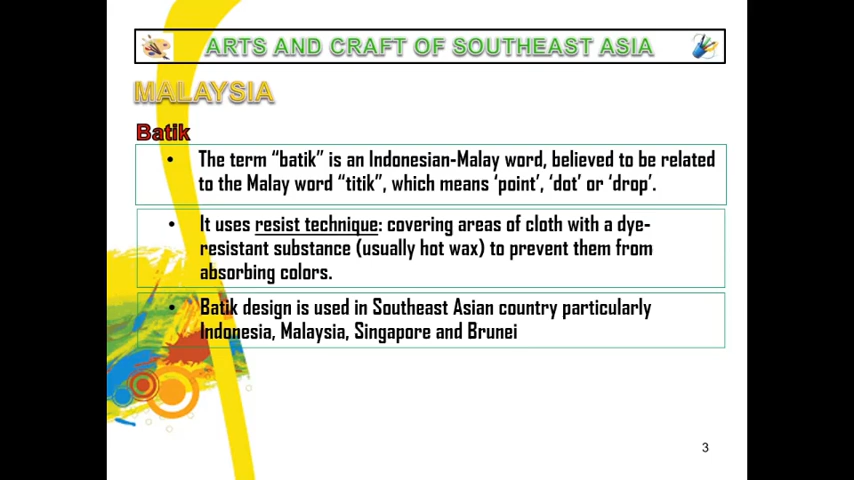 ARTS AND CRAFT OF SOUTHEAST ASIA
MALAYSIA
Batik
• The term “batik” is an Indonesian-Malay word, believed to be related
to the Malay word “titik”, which means ‘point’, ‘dot’ or ‘drop’.
• It uses resist technique: covering areas of cloth with a dye-
resistant substance (usually hot wax) to prevent them from
absorbing colors.
• Batik design is used in Southeast Asian country particularly
Indonesia, Malaysia, Singapore and Brunei
3